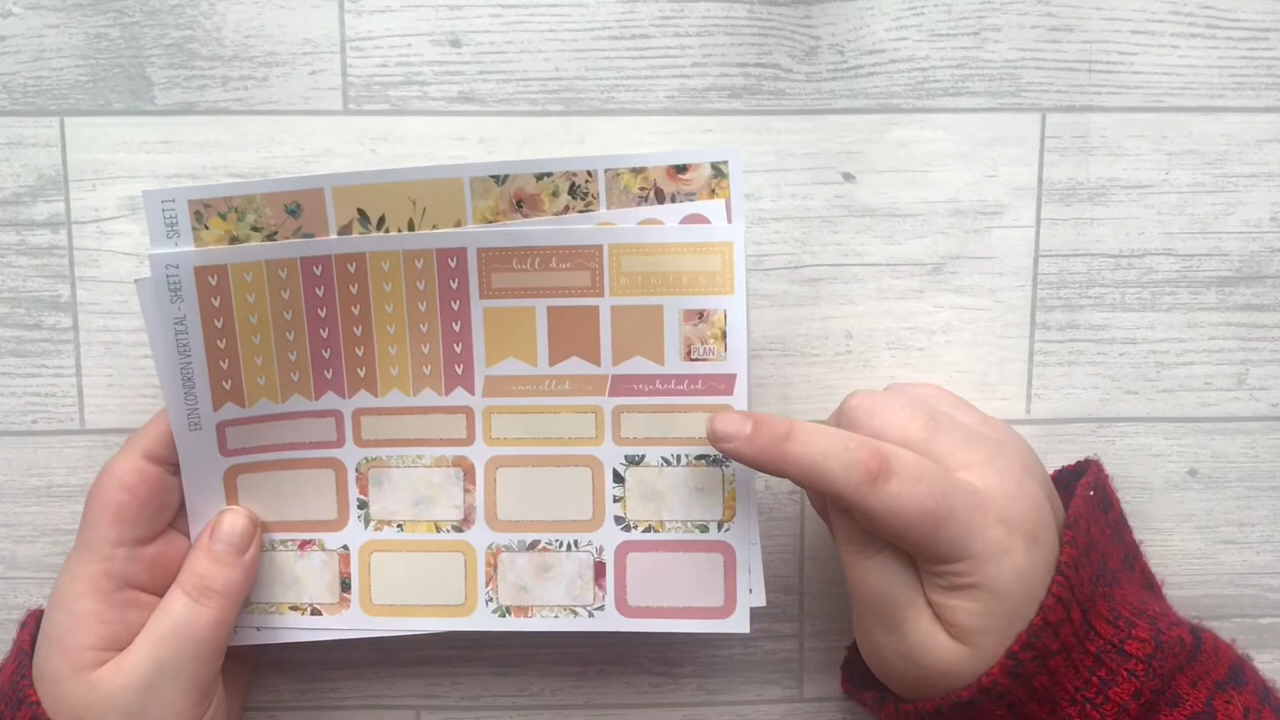 - SHEET 1
ERIN CONDREN VERTICAL - SHEET 2
bill due
M T W T F S S
PLAN
cancelled
rescheduled